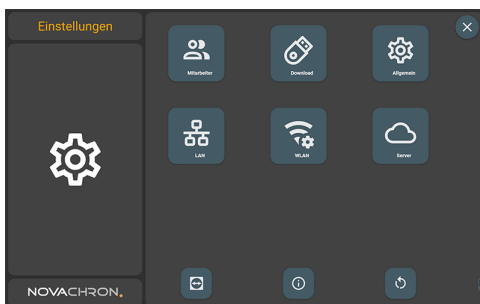 Einstellungen
Mitarbeiter
Download
Allgemein
LAN
WLAN
Server
NOVACHRON.